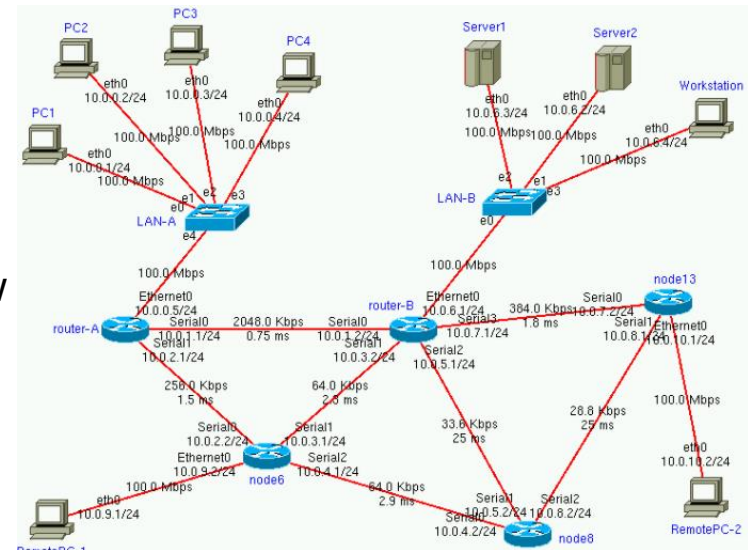 PC3
Server1
Server2
PC2
PC4
Workstation
PC1
eth0
10.0.0.2/24
eth0
10.0.0.3/24
eth0
10.0.0.4/24
eth0
10.0.6.3/24
eth0
10.0.6.2/24
eth0
10.0.6.4/24
eth0
10.0.0.1/24
100.0 Mbps
100.0 Mbps
100.0 Mbps
100.0 Mbps
100.0 Mbps
100.0 Mbps
100.0 Mbps
e0
e1
e2
e3
e4
LAN-A
e2
e1
e3
e0
LAN-B
100.0 Mbps
100.0 Mbps
node13
router-A
Ethernet0
10.0.0.5/24
Serial0
10.0.1.1/24
Serial1
10.0.2.1/24
2048.0 Kbps
0.75 ms
router-B
Ethernet0
10.0.6.1/24
Serial0
10.0.1.2/24
Serial1
10.0.3.2/24
Serial3
10.0.7.1/24
Serial2
10.0.5.1/24
384.0 Kbps
1.8 ms
Serial0
10.0.7.2/24
Serial1
10.0.8.1/24
Ethernet0
10.0.10.1/24
256.0 Kbps
1.5 ms
64.0 Kbps
33.6 Kbps
25 ms
28.8 Kbps
25 ms
100.0 Mbps
Serial0
10.0.2.2/24
Serial1
10.0.3.1/24
Ethernet0
10.0.9.2/24
Serial2
10.0.4.1/24
node6
100.0 Mbps
eth0
10.0.9.1/24
64.0 Kbps
2.9 ms
Serial1
10.0.5.2/24
Serial2
10.0.8.2/24
Serial0
10.0.4.2/24
node8
eth0
10.0.10.2/24
RemotePC-2
RemotePC-1